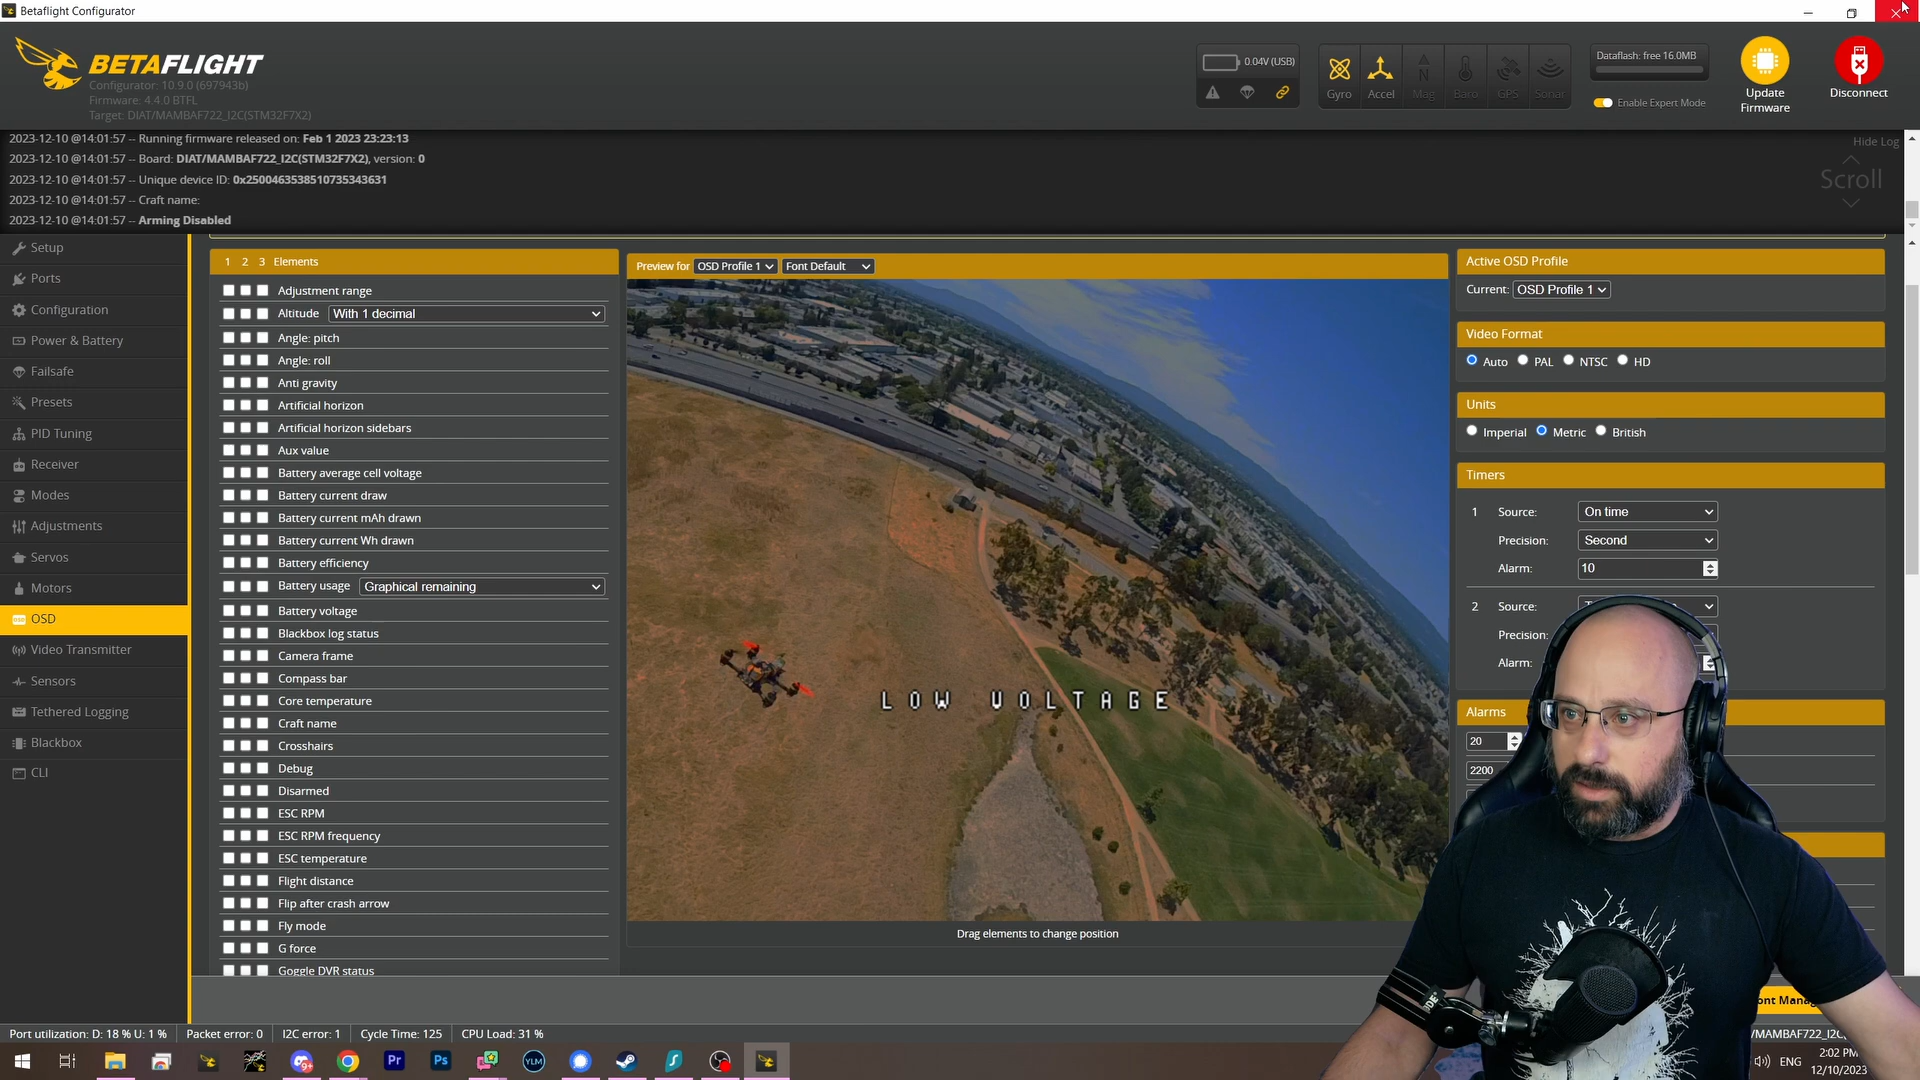 Betaflight Configurator
BETAFLIGHT
Configurator: 10.9.0 (697943b)
Firmware: 4.4.0 BTFL
Target: DIAT/MAMBAF722_I2C(STM32F7X2)
0.04V (USB)
Gyro
Accel
Mag
Baro
GPS
Sonar
Dataflash: free 16.0MB
Enable Expert Mode
Update Firmware
Disconnect
2023-12-10 @14:01:57 -- Running firmware released on: Feb 1 2023 23:23:13
2023-12-10 @14:01:57 -- Board: DIAT/MAMBAF722_I2C(STM32F7X2), version: 0
2023-12-10 @14:01:57 -- Unique device ID: 0x2500463538510735343631
2023-12-10 @14:01:57 -- Craft name:
2023-12-10 @14:01:57 -- Arming Disabled
Hide Log
Scroll
Setup
Ports
Configuration
Power & Battery
Failsafe
Presets
PID Tuning
Receiver
Modes
Adjustments
Servos
Motors
OSD
Video Transmitter
Sensors
Tethered Logging
Blackbox
CLI
1 2 3 Elements
Adjustment range
Altitude With 1 decimal
Angle: pitch
Angle: roll
Anti gravity
Artificial horizon
Artificial horizon sidebars
Aux value
Battery average cell voltage
Battery current draw
Battery current mAh drawn
Battery current Wh drawn
Battery efficiency
Battery usage Graphical remaining
Battery voltage
Blackbox log status
Camera frame
Compass bar
Core temperature
Craft name
Crosshairs
Debug
Disarmed
ESC RPM
ESC RPM frequency
ESC temperature
Flight distance
Flip after crash arrow
Fly mode
G force
Goggle DVR status
Preview for OSD Profile 1 Font Default
LOW VOLTAGE
Drag elements to change position
Active OSD Profile
Current: OSD Profile 1
Video Format
Auto PAL NTSC HD
Units
Imperial Metric British
Timers
1 Source: On time
Precision: Second
Alarm: 10
2 Source:
Precision:
Alarm:
Alarms
20
2200
ont Manag
Port utilization: D: 18 % U: 1 %
Packet error: 0
I2C error: 1
Cycle Time: 125
CPU Load: 31 %
/MAMBAF722_I2C(
9+
Pr
Ps
YLM
ENG
2:02 PM
12/10/2023